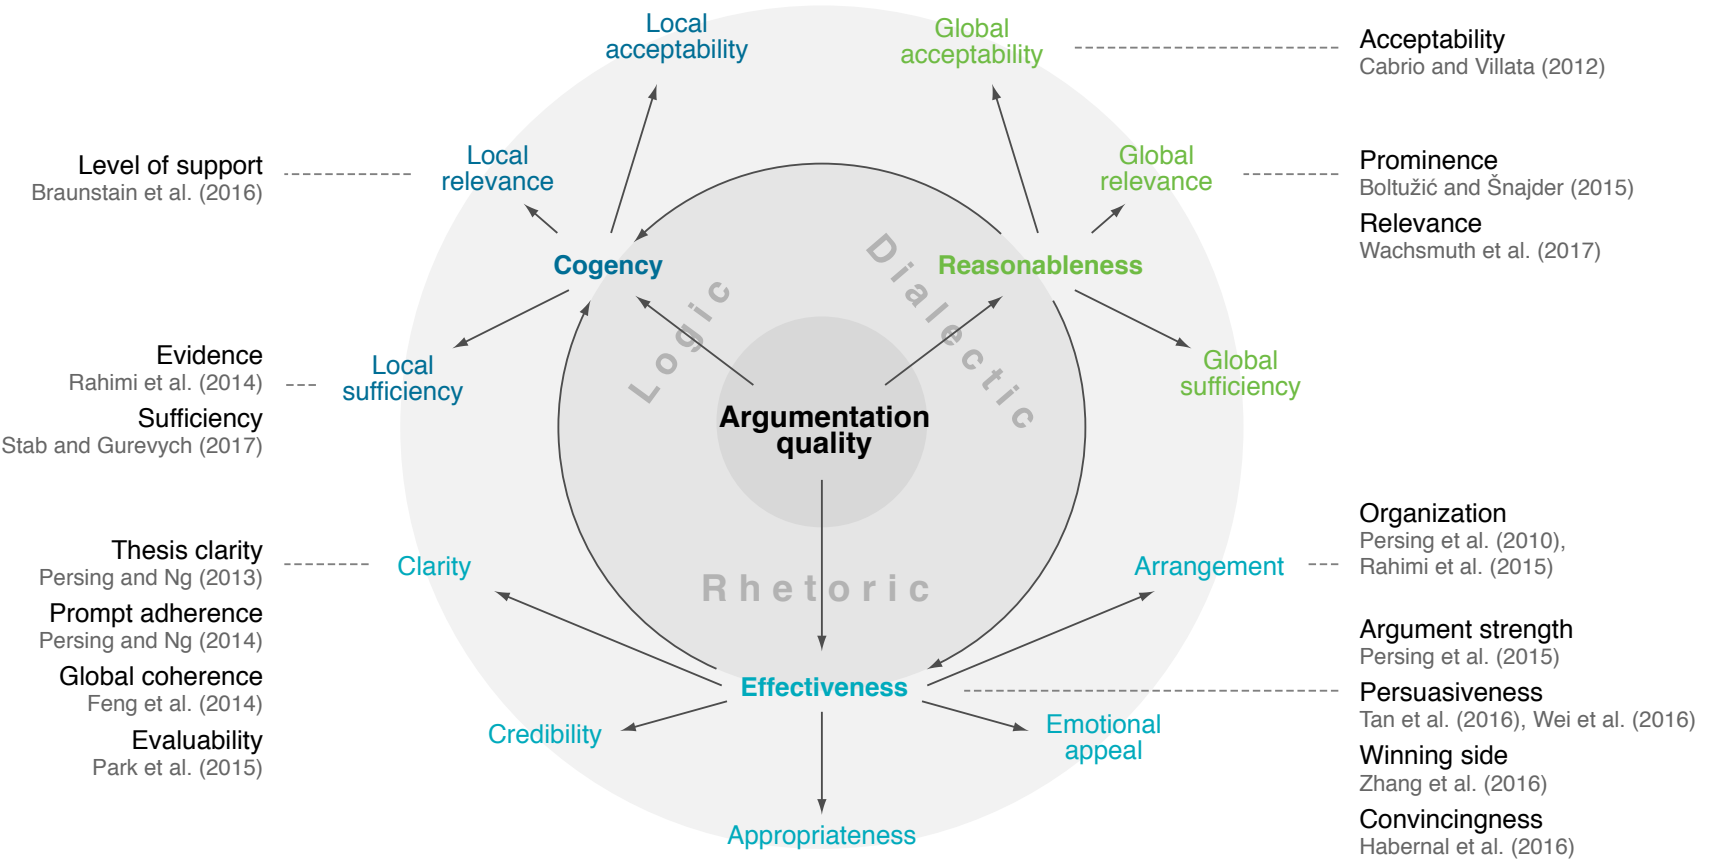 Local
acceptability
Global
acceptability
Acceptability
Cabrio and Villata (2012)
Level of support
Braunstain et al. (2016)
Local
relevance
Global
relevance
Prominence
Boltužić and Šnajder (2015)
Relevance
Wachsmuth et al. (2017)
Cogency
Reasonableness
Logic
Dialectic
Evidence
Rahimi et al. (2014)
Sufficiency
Stab and Gurevych (2017)
Local
sufficiency
Global
sufficiency
Argumentation
quality
Rhetoric
Thesis clarity
Persing and Ng (2013)
Prompt adherence
Persing and Ng (2014)
Global coherence
Feng et al. (2014)
Evaluability
Park et al. (2015)
Clarity
Arrangement
Organization
Persing et al. (2010),
Rahimi et al. (2015)
Effectiveness
Argument strength
Persing et al. (2015)
Persuasiveness
Tan et al. (2016), Wei et al. (2016)
Winning side
Zhang et al. (2016)
Convincingness
Habernal et al. (2016)
Credibility
Emotional
appeal
Appropriateness